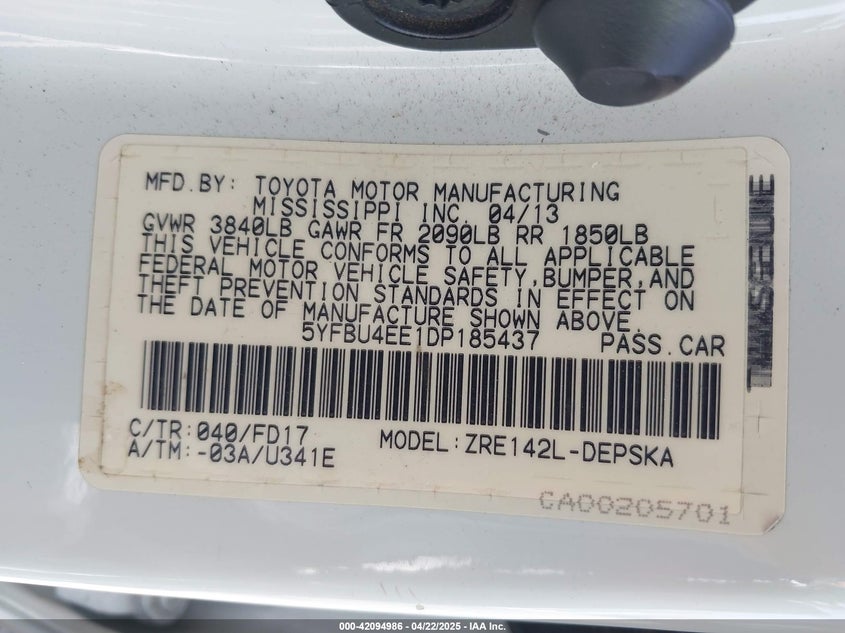 MFD.BY: TOYOTA MOTOR MANUFACTURING
MISSISSIPPI INC. 04/13
GVWR 3840LB GAWR FR 2090LB RR 1850LB
THIS VEHICLE CONFORMS TO ALL APPLICABLE
FEDERAL MOTOR VEHICLE SAFETY,BUMPER,AND
THEFT PREVENTION STANDARDS IN EFFECT ON
THE DATE OF MANUFACTURE SHOWN ABOVE.
5YFBU4EE1DP185437 PASS.CAR
C/TR:040/FD17 MODEL:ZRE142L-DEPSKA
A/TM:-03A/U341E
CA00205701
000-42094986 - 04/22/2025 - IAA Inc.